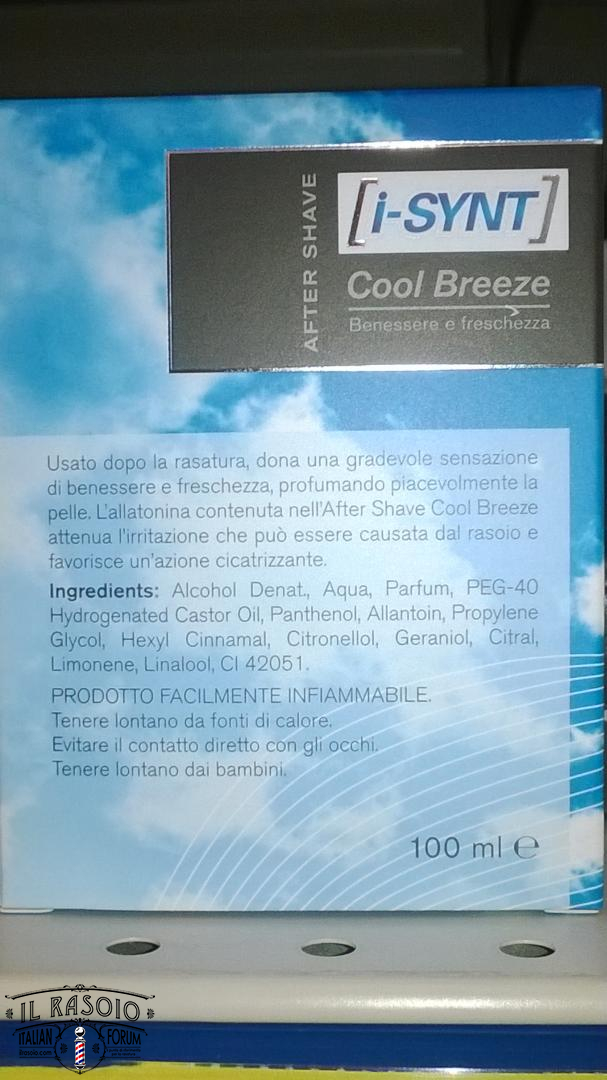 AFTER SHAVE
[i-SYNT]
Cool Breeze
Benessere e freschezza
Usato dopo la rasatura, dona una gradevole sensazione
di benessere e freschezza, profumando piacevolmente la
pelle. L'allatonina contenuta nell'After Shave Cool Breeze
attenua l'irritazione che può essere causata dal rasoio e
favorisce un'azione cicatrizzante.
Ingredients: Alcohol Denat., Aqua, Parfum, PEG-40
Hydrogenated Castor Oil, Panthenol, Allantoin, Propylene
Glycol, Hexyl Cinnamal, Citronellol, Geraniol, Citral,
Limonene, Linalool, CI 42051.
PRODOTTO FACILMENTE INFIAMMABILE.
Tenere lontano da fonti di calore.
Evitare il contatto diretto con gli occhi.
Tenere lontano dai bambini.
100 ml ℮
IL RASOIO
ITALIAN FORUM